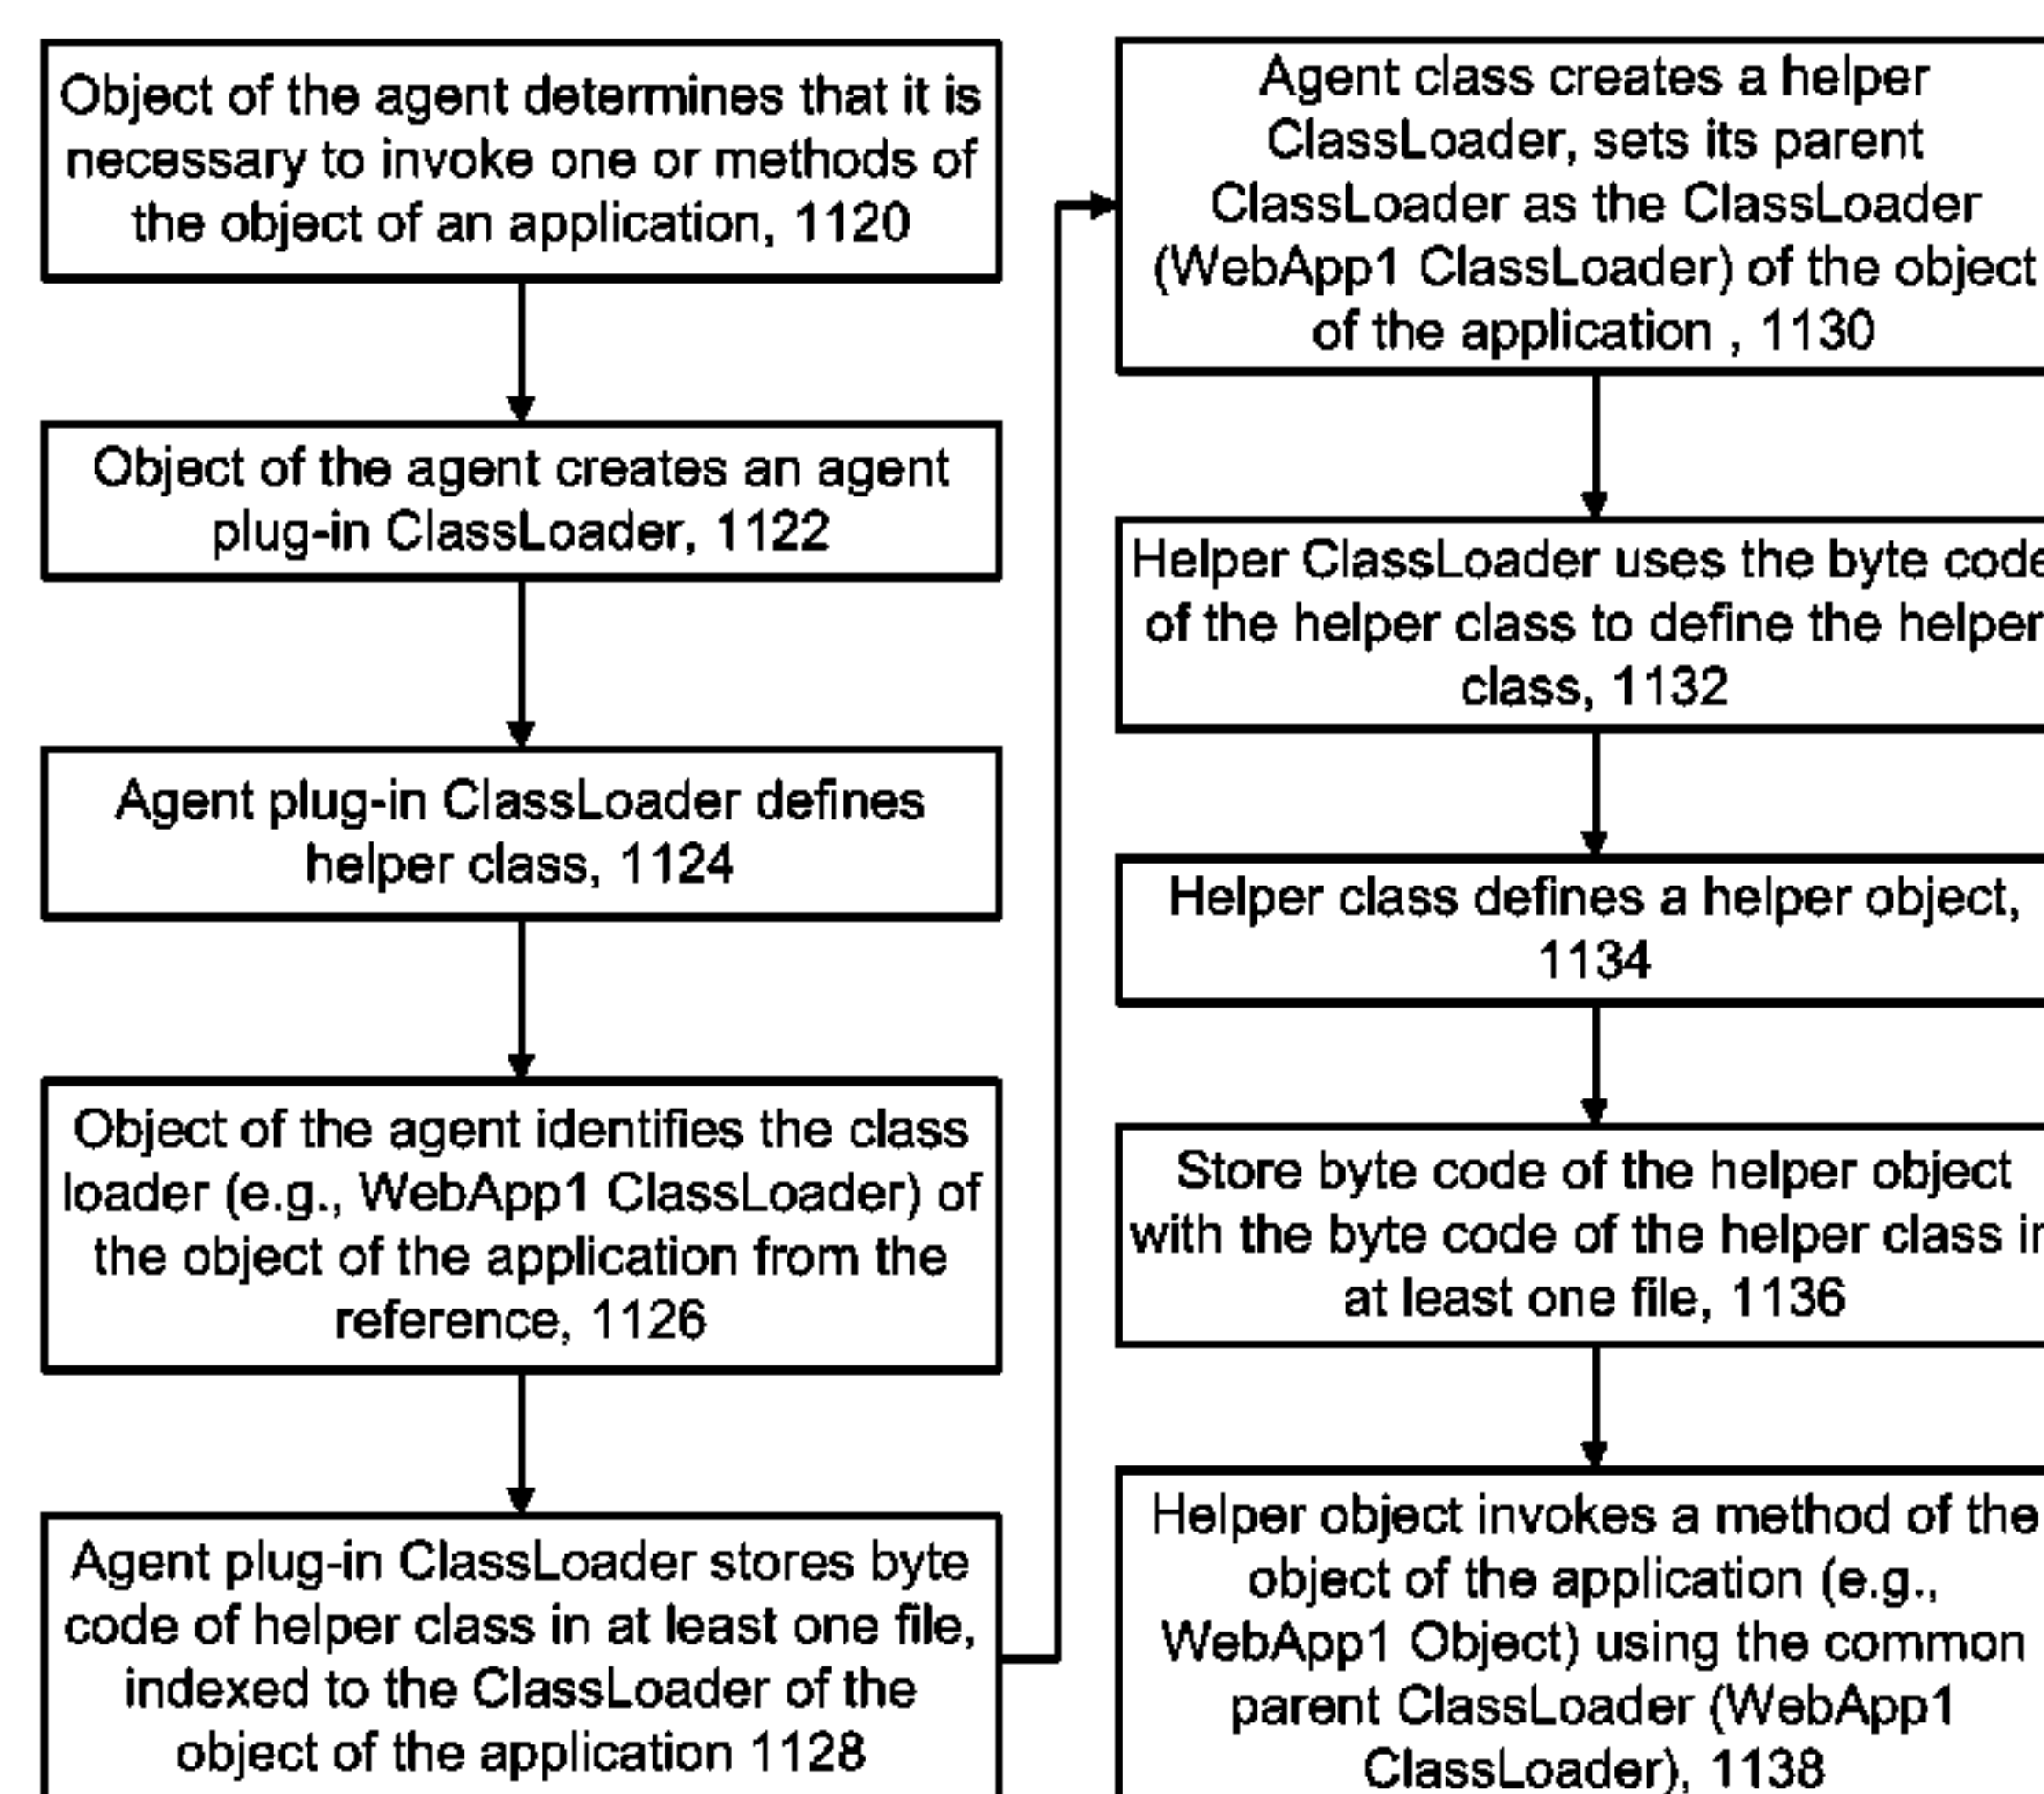 Object of the agent determines that it is
necessary to invoke one or methods of
the object of an application, 1120
Object of the agent creates an agent
plug-in ClassLoader, 1122
Agent plug-in ClassLoader defines
helper class, 1124
Object of the agent identifies the class
loader (e.g., WebApp1 ClassLoader) of
the object of the application from the
reference, 1126
Agent plug-in ClassLoader stores byte
code of helper class in at least one file,
indexed to the ClassLoader of the
object of the application 1128
Agent class creates a helper
ClassLoader, sets its parent
ClassLoader as the ClassLoader
(WebApp1 ClassLoader) of the object
of the application , 1130
Helper ClassLoader uses the byte code
of the helper class to define the helper
class, 1132
Helper class defines a helper object,
1134
Store byte code of the helper object
with the byte code of the helper class in
at least one file, 1136
Helper object invokes a method of the
object of the application (e.g.,
WebApp1 Object) using the common
parent ClassLoader (WebApp1
ClassLoader), 1138